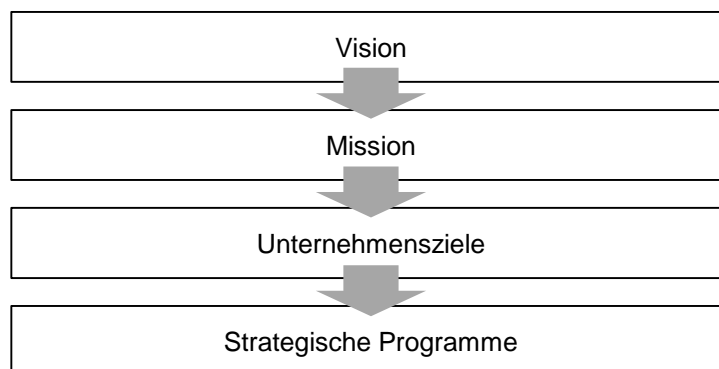 Vision
Mission
Unternehmensziele
Strategische Programme